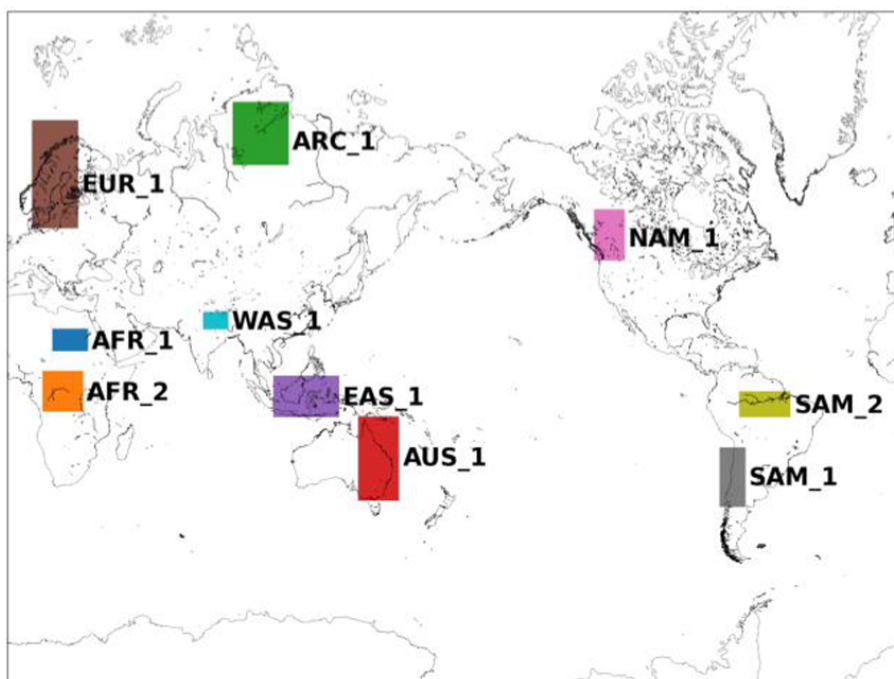 ARC_1
EUR_1
NAM_1
WAS_1
AFR_1
AFR_2
EAS_1
SAM_2
AUS_1
SAM_1